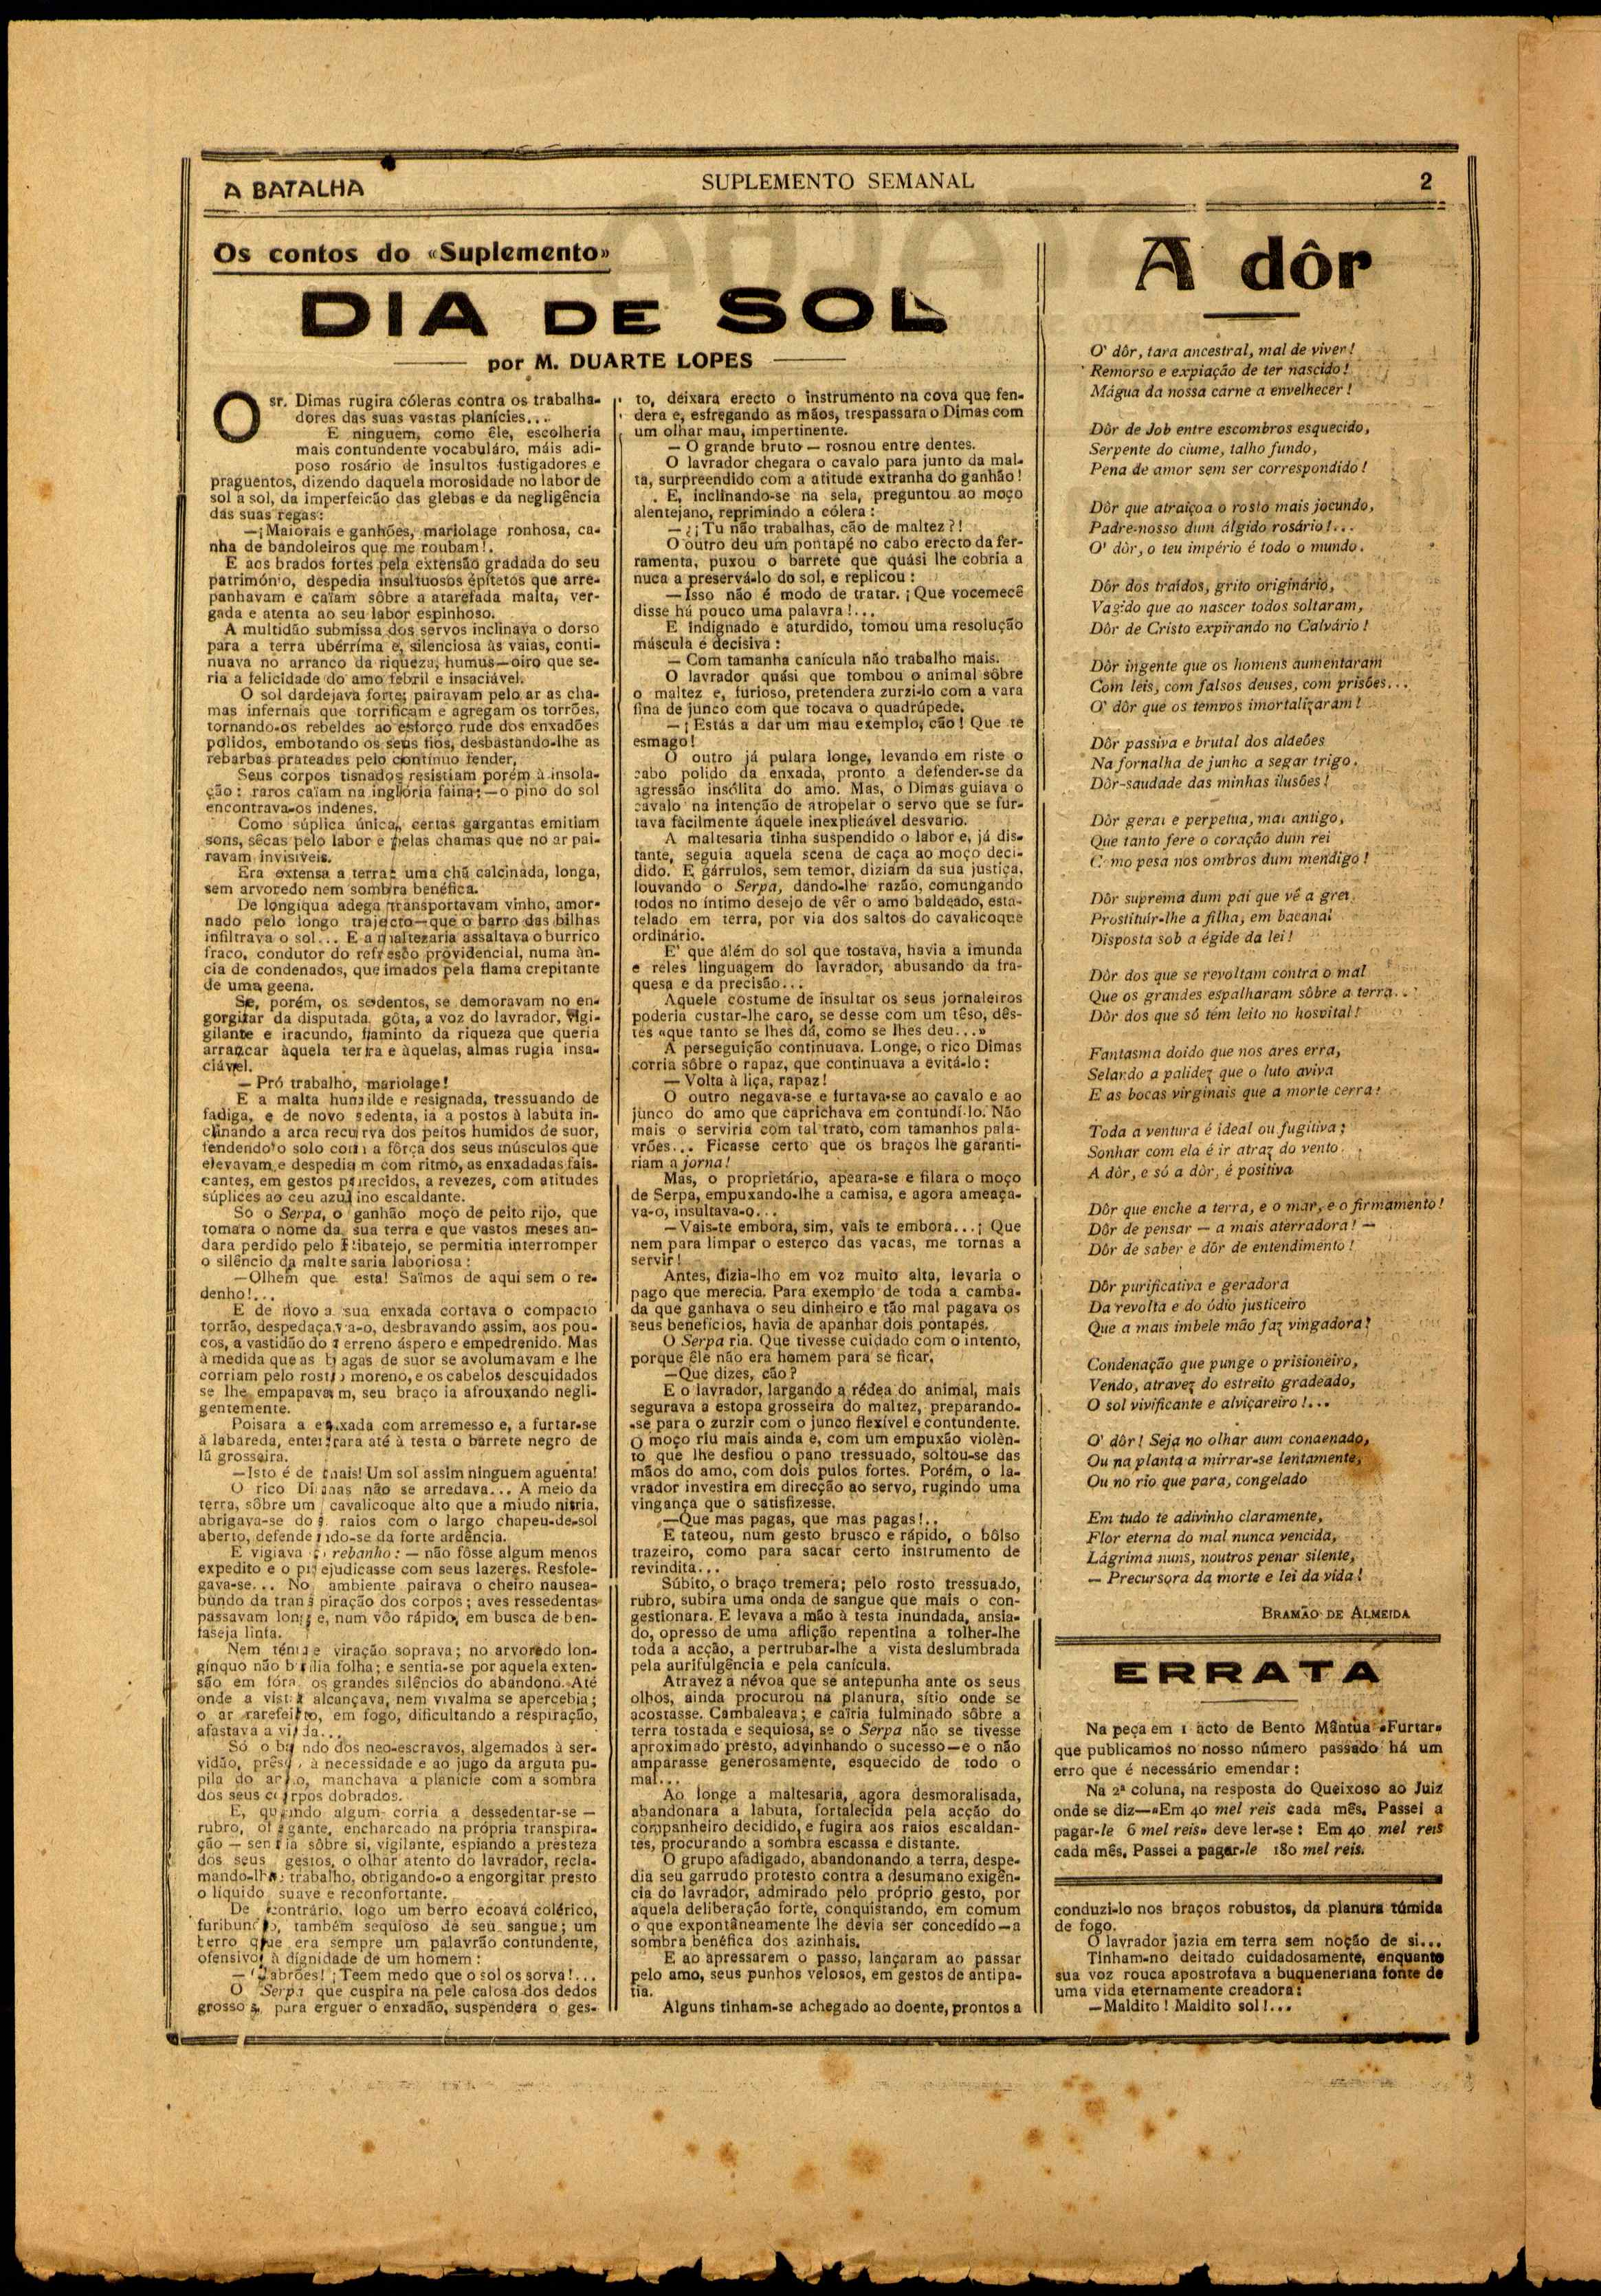 A BATALHA
SUPLEMENTO SEMANAL
2
Os contos do «Suplemento»
DIA DE SOL
por M. DUARTE LOPES
O sr. Dimas rugira cóleras contra os trabalha-
dores das suas vastas planícies...
E ninguem, como êle, escolheria
mais contundente vocabuláro, máis adi-
poso rosário de insultos fustigadores e
praguentos, dizendo daquela morosidade no labor de
sol a sol, da imperfeição das glebas e da negligência
das suas regas:
—¡Maiorais e ganhões, mariolage ronhosa, ca-
nha de bandoleiros que me roubam!.
E aos brados fortes pela extensão gradada do seu
património, despedia insultuosos építetos que arre-
panhavam e caíam sôbre a atarefada malta, ver-
gada e atenta ao seu labor espinhoso.
A multidão submissa dos servos inclinava o dorso
para a terra ubérríma e, silenciosa às vaias, conti-
nuava no arranco da riqueza, humus—oiro que se-
ria a felicidade do amo febril e insaciável.
O sol dardejava forte; pairavam pelo ar as cha-
mas infernais que torrificam e agregam os torrões,
tornando-os rebeldes ao esforço rude dos enxadões
polidos, embotando os seus fios, desbastando-lhe as
rebarbas prateadas pelo contínuo fender,
Seus corpos tisnados resistiam porém à insola-
ção: raros caíam na inglória faina:—o pino do sol
encontrava-os indenes.
Como súplica única, certas gargantas emitiam
sons, sêcas pelo labor e pelas chamas que no ar pai-
ravam invisíveis.
Era extensa a terra: uma chã calcinada, longa,
sem arvoredo nem sombra benéfica.
De longiqua adega transportavam vinho, amor-
nado pelo longo trajecto—que o barro das bilhas
infiltrava o sol... E a maltezaria assaltava o burrico
fraco, condutor do refresco providencial, numa ân-
cia de condenados, queimados pela flama crepitante
de uma geena.
Se, porém, os sedentos, se demoravam no en-
gorgitar da disputada gôta, a voz do lavrador, vigi-
gilante e iracundo, faminto da riqueza que queria
arrancar àquela terra e àquelas, almas rugia insa-
ciável.
— Pró trabalho, mariolage!
E a malta humilde e resignada, tressuando de
fadiga, e de novo sedenta, ia a postos à labuta in-
clinando a arca recurva dos peitos humidos de suor,
fendendo o solo com a fôrça dos seus músculos que
elevavam e despediam com ritmo, as enxadadas fais-
cantes, em gestos parecidos, a revezes, com atitudes
súplices ao ceu azulino escaldante.
So o Serpa, o ganhão moço de peito rijo, que
tomara o nome da sua terra e que vastos meses an-
dara perdido pelo Ribatejo, se permitia interromper
o silêncio da maltesaria laboriosa:
—Olhem que esta! Saímos de aqui sem o re-
denho!...
E de novo a sua enxada cortava o compacto
torrão, despedaçava-o, desbravando assim, aos pou-
cos, a vastidão do terreno áspero e empedrenido. Mas
à medida que as bagas de suor se avolumavam e lhe
corriam pelo rosto moreno, e os cabelos descuidados
se lhe empapavam, seu braço ia afrouxando negli-
gentemente.
Poisara a enxada com arremesso e, a furtar-se
à labareda, enterrara até à testa o barrete negro de
lã grosseira.
—Isto é demais! Um sol assim ninguem aguenta!
O rico Dimas não se arredava... A meio da
terra, sôbre um cavalicoque alto que a miudo nitria,
abrigava-se dos raios com o largo chapeu-de-sol
aberto, defendendo-se da forte ardência.
E vigiava o rebanho: — não fôsse algum menos
expedito e o prejudicasse com seus lazeres. Resfole-
gava-se... No ambiente pairava o cheiro nausea-
bundo da transpiração dos corpos; aves ressedentas
passavam longe, num vôo rápido, em busca de ben-
faseja linfa.
Nem ténue viração soprava; no arvoredo lon-
gínquo não bulia folha; e sentia-se por aquela exten-
são em fóra os grandes silêncios do abandono. Até
onde a vista alcançava, nem vivalma se apercebia;
o ar rarefeito, em fogo, dificultando a respiração,
afastava a vida...
Só o bando dos neo-escravos, algemados à ser-
vidão, prêsos à necessidade e ao jugo da arguta pu-
pila do amo, manchava a planície com a sombra
dos seus corpos dobrados.
E, quando algum corria a dessedentar-se —
rubro, ofegante, encharcado na própria transpira-
ção — sentia sôbre si, vigilante, espiando a presteza
dos seus gestos, o olhar atento do lavrador, recla-
mando-lhe trabalho, obrigando-o a engorgitar presto
o líquido suave e reconfortante.
De contrário, logo um berro ecoava colérico,
furibundo, também sequioso de seu sangue; um
berro que era sempre um palavrão contundente,
ofensivo à dignidade de um homem:
—¡Cabrões! ¡Teem medo que o sol os sorva!...
O Serpa que cuspira na pele calosa dos dedos
grossos, para erguer o enxadão, suspendera o ges-
to, deixara erecto o instrumento na cova que fen-
dera e, esfregando as mãos, trespassara o Dimas com
um olhar mau, impertinente.
— O grande bruto — rosnou entre dentes.
O lavrador chegara o cavalo para junto da mal-
ta, surpreendido com a atitude extranha do ganhão!
E, inclinando-se na sela, preguntou ao moço
alentejano, reprimindo a cólera:
—¿¡Tu não trabalhas, cão de maltez?!
O outro deu um pontapé no cabo erecto da fer-
ramenta, puxou o barrete que quási lhe cobria a
nuca a preservá-lo do sol, e replicou:
—Isso não é modo de tratar. ¡Que vocemecê
disse há pouco uma palavra!...
E indignado e aturdido, tomou uma resolução
máscula e decisiva:
— Com tamanha canícula não trabalho mais.
O lavrador quási que tombou o animal sôbre
o maltez e, furioso, pretendera zurzi-lo com a vara
fina de junco com que tocava o quadrúpede.
—¡Estás a dar um mau exemplo, cão! Que te
esmago!
O outro já pulara longe, levando em riste o
cabo polido da enxada, pronto a defender-se da
agressão insólita do amo. Mas, o Dimas guiava o
cavalo na intenção de atropelar o servo que se fur-
tava fàcilmente àquele inexplicável desvario.
A maltesaria tinha suspendido o labor e, já dis-
tante, seguia aquela scena de caça ao moço deci-
dido. E gárrulos, sem temor, diziam da sua justiça,
louvando o Serpa, dando-lhe razão, comungando
todos no íntimo desejo de vêr o amo baldeado, esta-
telado em terra, por via dos saltos do cavalicoque
ordinário.
E' que álém do sol que tostava, havia a imunda
e reles linguagem do lavrador, abusando da fra-
quesa e da precisão...
Aquele costume de insultar os seus jornaleiros
poderia custar-lhe caro, se desse com um têso, dês-
tes «que tanto se lhes dá, como se lhes deu...»
A perseguição continuava. Longe, o rico Dimas
corria sôbre o rapaz, que continuava a evitá-lo:
— Volta à liça, rapaz!
O outro negava-se e furtava-se ao cavalo e ao
junco do amo que caprichava em contundí-lo. Não
mais o serviria com tal trato, com tamanhos pala-
vrões... Ficasse certo que os braços lhe garanti-
riam a jorna!
Mas, o proprietário, apeara-se e filara o moço
de Serpa, empuxando-lhe a camisa, e agora ameaça-
va-o, insultava-o...
—Vais-te embora, sim, vais te embora...¡ Que
nem para limpar o esterco das vacas, me tornas a
servir!
Antes, dizia-lho em voz muito alta, levaria o
pago que merecia. Para exemplo de toda a camba-
da que ganhava o seu dinheiro e tão mal pagava os
seus benefícios, havia de apanhar dois pontapés.
O Serpa ria. Que tivesse cuidado com o intento,
porque êle não era homem para se ficar.
—Que dizes, cão?
E o lavrador, largando a rédea do animal, mais
segurava a estopa grosseira do maltez, preparando-
-se para o zurzir com o junco flexível e contundente.
O moço riu mais ainda e, com um empuxão violên-
to que lhe desfiou o pano tressuado, soltou-se das
mãos do amo, com dois pulos fortes. Porém, o la-
vrador investira em direcção ao servo, rugindo uma
vingança que o satisfizesse.
—Que mas pagas, que mas pagas!..
E tateou, num gesto brusco e rápido, o bôlso
trazeiro, como para sacar certo instrumento de
revindita...
Súbito, o braço tremera; pelo rosto tressuado,
rubro, subira uma onda de sangue que mais o con-
gestionara. E levava a mão à testa inundada, ansia-
do, opresso de uma aflição repentina a tolher-lhe
toda a acção, a pertrubar-lhe a vista deslumbrada
pela aurifulgência e pela canícula.
Atravez a névoa que se antepunha ante os seus
olhos, ainda procurou na planura, sítio onde se
acostasse. Cambaleava; e caíria fulminado sôbre a
terra tostada e sequiosa, se o Serpa não se tivesse
aproximado presto, advinhando o sucesso—e o não
amparasse generosamente, esquecido de todo o
mal...
Ao longe a maltesaria, agora desmoralisada,
abandonara a labuta, fortalecida pela acção do
companheiro decidido, e fugira aos raios escaldan-
tes, procurando a sombra escassa e distante.
O grupo afadigado, abandonando a terra, despe-
dia seu garrudo protesto contra a desumano exigên-
cia do lavrador, admirado pelo próprio gesto, por
aquela deliberação forte, conquistando, em comum
o que expontâneamente lhe devia ser concedido—a
sombra benéfica dos azinhais.
E ao apressarem o passo, lançaram ao passar
pelo amo, seus punhos velosos, em gestos de antipa-
tia.
Alguns tinham-se achegado ao doente, prontos a
A dôr
O' dôr, tara ancestral, mal de viver!
Remorso e expiação de ter nascido!
Mágua da nossa carne a envelhecer!
Dôr de Job entre escombros esquecido,
Serpente do ciume, talho fundo,
Pena de amor sem ser correspondido!
Dôr que atraiçoa o rosto mais jocundo,
Padre-nosso dum álgido rosário!...
O' dôr, o teu império é todo o mundo.
Dôr dos traídos, grito originário,
Vagido que ao nascer todos soltaram,
Dôr de Cristo expirando no Calvário!
Dôr ingente que os homens aumentaram
Com leis, com falsos deuses, com prisões...
O' dôr que os tempos imortalizaram!
Dôr passiva e brutal dos aldeões
Na fornalha de junho a segar trigo.
Dôr-saudade das minhas ilusões!
Dôr geral e perpetua, mal antigo,
Que tanto fere o coração dum rei
C mo pesa nos ombros dum mendigo!
Dôr suprema dum pai que vê a grei
Prostituír-lhe a filha, em bacanal
Disposta sob a égide da lei!
Dôr dos que se revoltam contra o mal
Que os grandes espalharam sôbre a terra...
Dôr dos que só têm leito no hospital!
Fantasma doido que nos ares erra,
Selando a palidez que o luto aviva
E as bocas virginais que a morte cerra!
Toda a ventura é ideal ou fugitiva;
Sonhar com ela é ir atraz do vento.
A dôr, e só a dôr, é positiva
Dôr que enche a terra, e o mar, e o firmamento!
Dôr de pensar — a mais aterradora! —
Dôr de saber e dôr de entendimento!
Dôr purificativa e geradora
Da revolta e do ódio justiceiro
Que a mais imbele mão faz vingadora!
Condenação que punge o prisioneiro,
Vendo, atravez do estreito gradeado,
O sol vivificante e alviçareiro!...
O' dôr! Seja no olhar dum condenado,
Ou na planta a mirrar-se lentamente,
Ou no rio que para, congelado
Em tudo te adivinho claramente,
Flor eterna do mal nunca vencida,
Lágrima nuns, noutros penar silente,
— Precursora da morte e lei da vida!
BRAMÃO DE ALMEIDA
ERRATA
Na peça em 1 acto de Bento Mântua «Furtar»
que publicamos no nosso número passado há um
erro que é necessário emendar:
Na 2ª coluna, na resposta do Queixoso ao Juiz
onde se diz—«Em 40 mel reis cada mês. Passei a
pagar-le 6 mel reis» deve ler-se: Em 40 mel reis
cada mês. Passei a pagar-le 180 mel reis.
conduzi-lo nos braços robustos, da planura túmida
de fogo.
O lavrador jazia em terra sem noção de si...
Tinham-no deitado cuidadosamente, enquanto
sua voz rouca apostrofava a buqueneriana fonte de
uma vida eternamente creadora:
—Maldito! Maldito sol!...